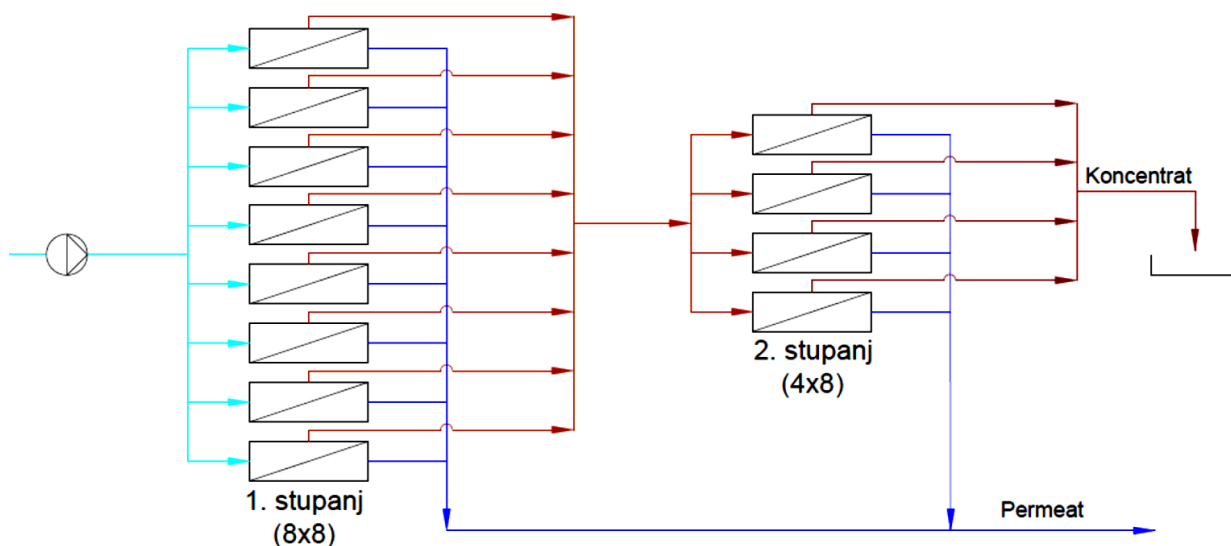 Koncentrat
2. stupanj
(4x8)
1. stupanj
(8x8)
Permeat